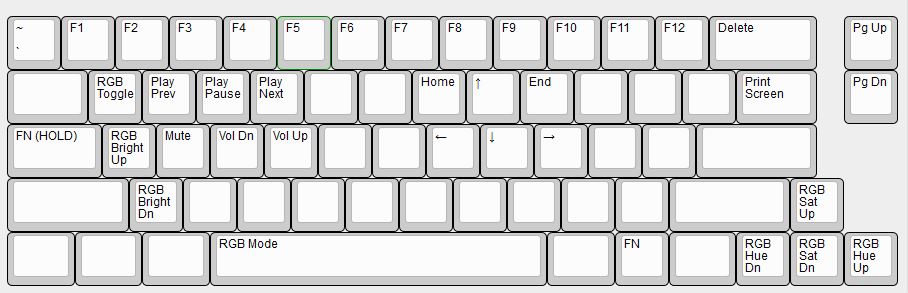 ~
`
F1
F2
F3
F4
F5
F6
F7
F8
F9
F10
F11
F12
Delete
Pg Up
RGB
Toggle
Play
Prev
Play
Pause
Play
Next
Home
↑
End
Print
Screen
Pg Dn
FN (HOLD)
RGB
Bright
Up
Mute
Vol Dn
Vol Up
←
↓
→
RGB
Bright
Dn
RGB
Sat
Up
RGB Mode
FN
RGB
Hue
Dn
RGB
Sat
Dn
RGB
Hue
Up